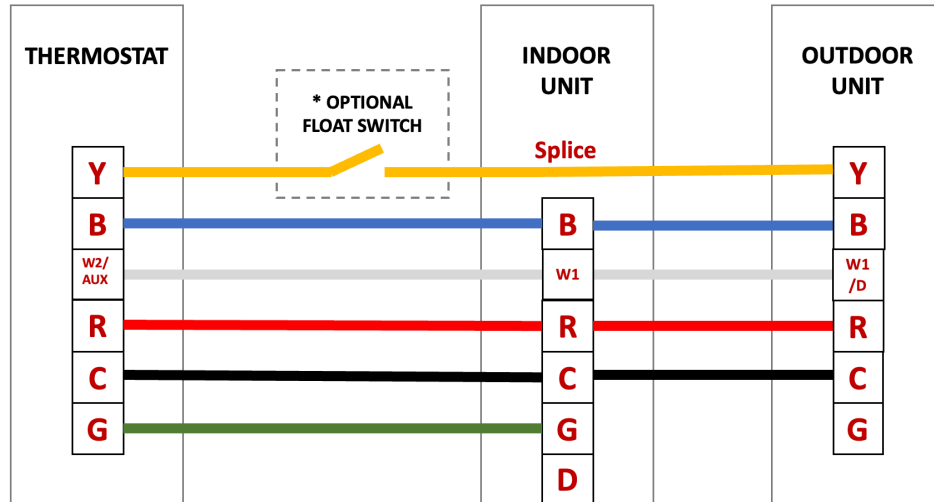 THERMOSTAT
* OPTIONAL
FLOAT SWITCH
INDOOR
UNIT
OUTDOOR
UNIT
Splice
Y
Y
B
B
B
W2/
AUX
W1
W1
/D
R
R
R
C
C
C
G
G
G
D